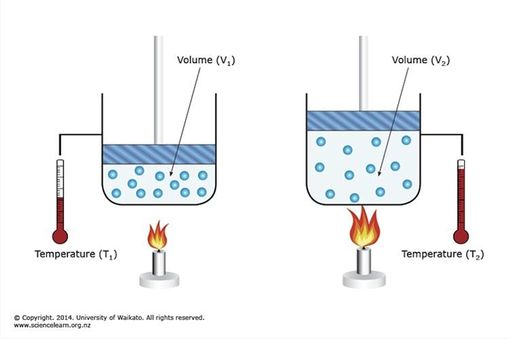 Volume (V₁)
Volume (V₂)
Temperature (T₁)
Temperature (T₂)
© Copyright. 2014. University of Waikato. All rights reserved.
www.sciencelearn.org.nz